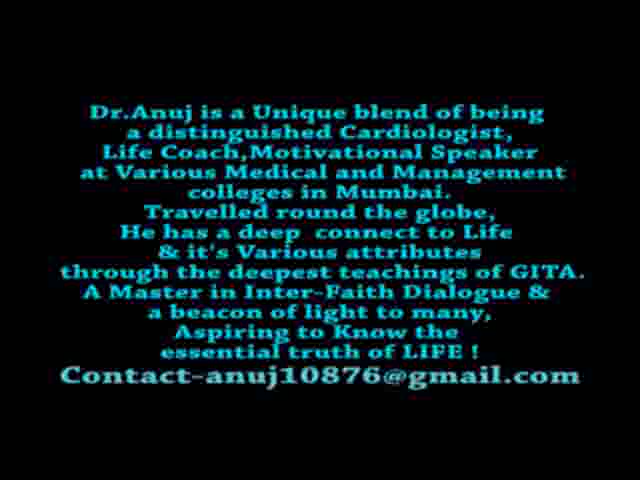 Dr.Anuj is a Unique blend of being
a distinguished Cardiologist,
Life Coach,Motivational Speaker
at Various Medical and Management
colleges in Mumbai.
Travelled round the globe,
He has a deep connect to Life
& it's Various attributes
through the deepest teachings of GITA.
A Master in Inter-Faith Dialogue &
a beacon of light to many,
Aspiring to Know the
essential truth of LIFE !
Contact-anuj10876@gmail.com